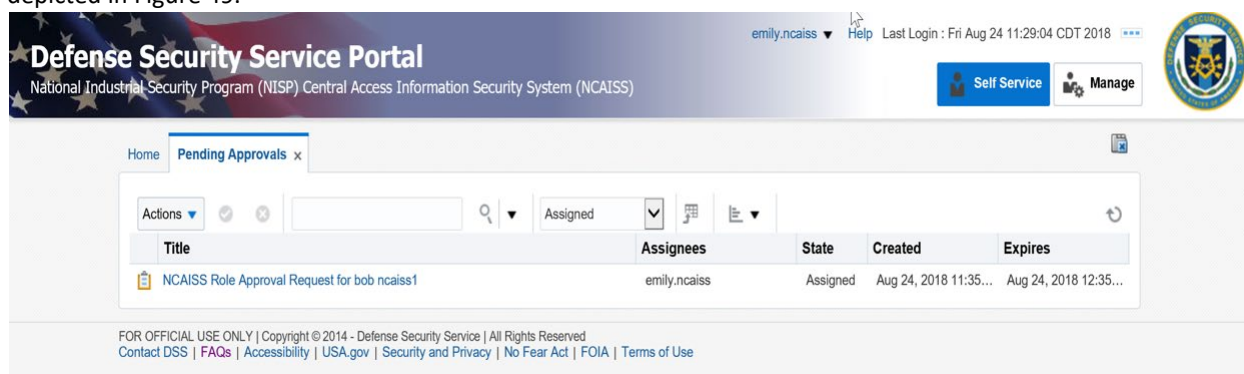 depicted in Figure 49.
emily.ncaiss Help Last Login : Fri Aug 24 11:29:04 CDT 2018
Defense Security Service Portal
National Industrial Security Program (NISP) Central Access Information Security System (NCAISS)
Self Service Manage
Home Pending Approvals x
Actions Assigned
Title Assignees State Created Expires
NCAISS Role Approval Request for bob ncaiss1 emily.ncaiss Assigned Aug 24, 2018 11:35... Aug 24, 2018 12:35...
FOR OFFICIAL USE ONLY | Copyright © 2014 - Defense Security Service | All Rights Reserved
Contact DSS | FAQs | Accessibility | USA.gov | Security and Privacy | No Fear Act | FOIA | Terms of Use